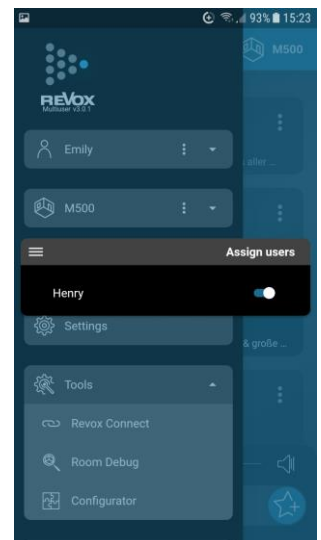 93% 15:23
REVOX
Multiuser v3.0.1
M500
Emily
aller ...
M500
Assign users
Henry
Settings
& große ...
Tools
Revox Connect
Room Debug
Configurator